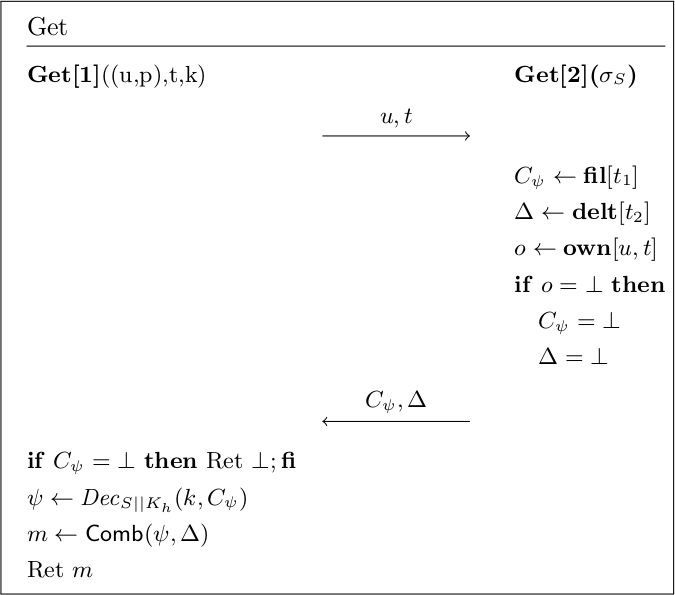 Get
Get[1]((u,p),t,k)
Get[2](σ_S)
u, t
C_ψ ← fil[t_1]
Δ ← delt[t_2]
o ← own[u, t]
if o = ⊥ then
C_ψ = ⊥
Δ = ⊥
C_ψ, Δ
if C_ψ = ⊥ then Ret ⊥; fi
ψ ← Dec_{S||K_h}(k, C_ψ)
m ← Comb(ψ, Δ)
Ret m